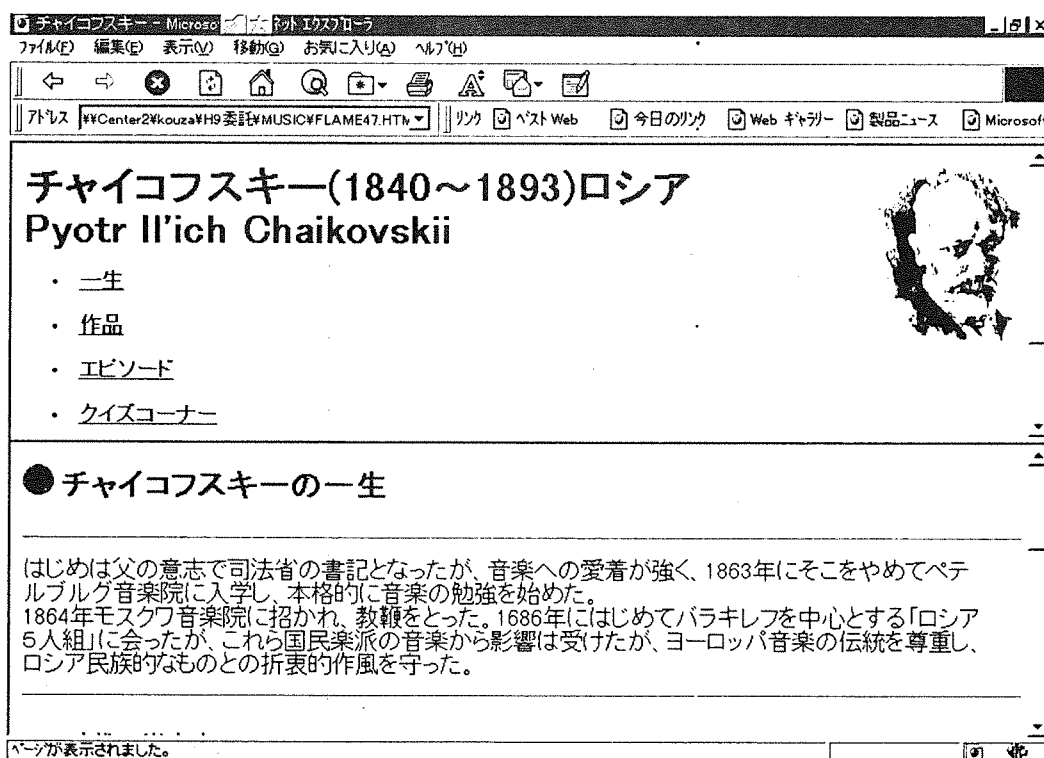 チャイコフスキー - Microso ネット エクスプローラ
ファイル(F) 編集(E) 表示(V) 移動(G) お気に入り(A) ヘルプ(H)
アドレス ¥¥Center2¥kouza¥H9委託¥MUSIC¥FLAME47.HTM リンク ベスト Web 今日のリンク Web ギャラリー 製品ニュース Microsoft
チャイコフスキー(1840～1893)ロシア
Pyotr Il'ich Chaikovskii
・ 一生
・ 作品
・ エピソード
・ クイズコーナー
●チャイコフスキーの一生
はじめは父の意志で司法省の書記となったが、音楽への愛着が強く、1863年にそこをやめてペテ
ルブルグ音楽院に入学し、本格的に音楽の勉強を始めた。
1864年モスクワ音楽院に招かれ、教鞭をとった。1686年にはじめてバラキレフを中心とする「ロシア
5人組」に会ったが、これら国民楽派の音楽から影響は受けたが、ヨーロッパ音楽の伝統を尊重し、
ロシア民族的なものとの折衷的作風を守った。
ページが表示されました。